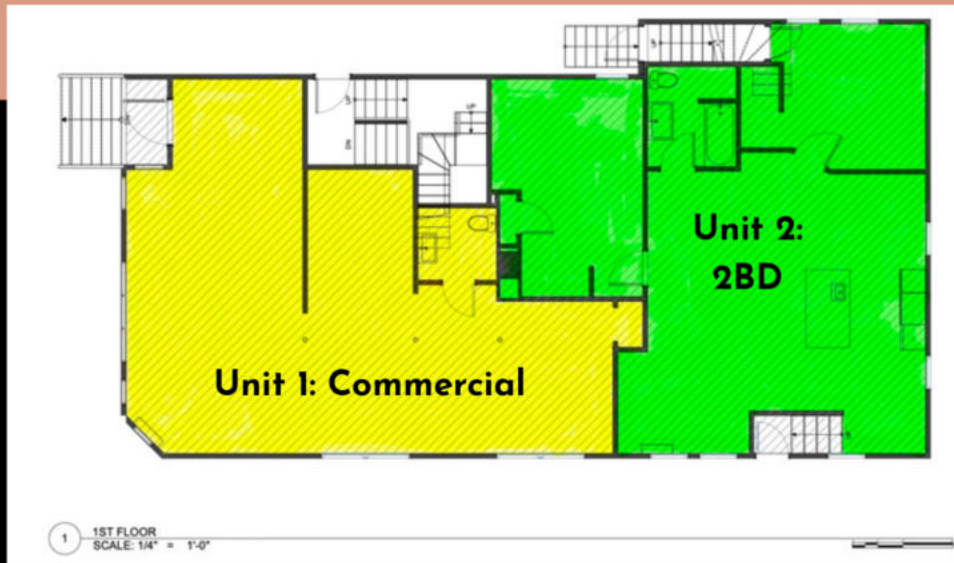 Unit 2:
2BD
Unit 1: Commercial
1
1ST FLOOR
SCALE: 1/4" = 1'-0"